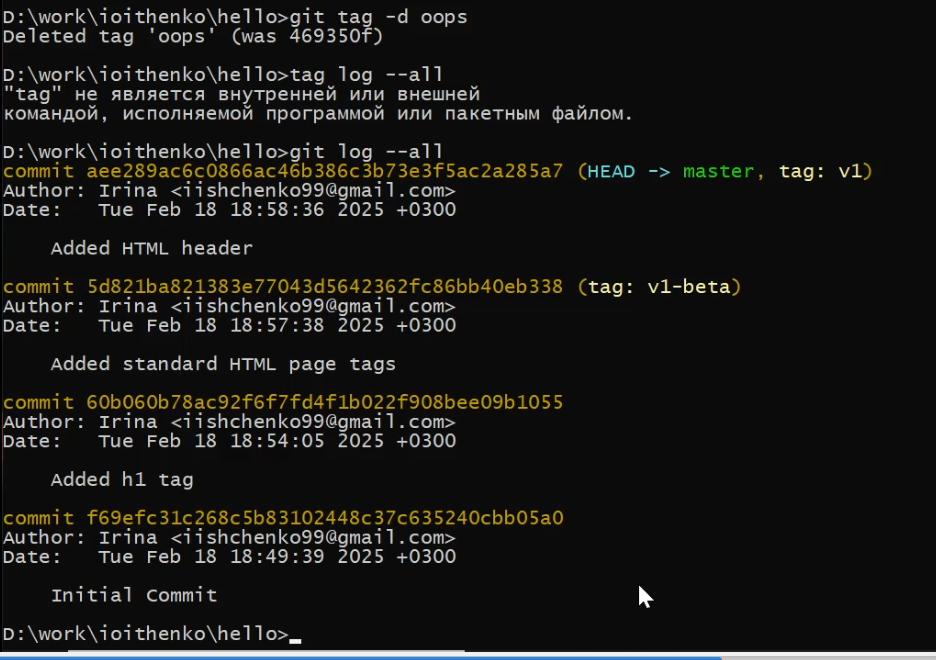 D:\work\ioithenko\hello>git tag -d oops
Deleted tag 'oops' (was 469350f)
D:\work\ioithenko\hello>tag log --all
"tag" не является внутренней или внешней
командой, исполняемой программой или пакетным файлом.
D:\work\ioithenko\hello>git log --all
commit aee289ac6c0866ac46b386c3b73e3f5ac2a285a7 (HEAD -> master, tag: v1)
Author: Irina <iishchenko99@gmail.com>
Date:   Tue Feb 18 18:58:36 2025 +0300
    Added HTML header
commit 5d821ba821383e77043d5642362fc86bb40eb338 (tag: v1-beta)
Author: Irina <iishchenko99@gmail.com>
Date:   Tue Feb 18 18:57:38 2025 +0300
    Added standard HTML page tags
commit 60b060b78ac92f6f7fd4f1b022f908bee09b1055
Author: Irina <iishchenko99@gmail.com>
Date:   Tue Feb 18 18:54:05 2025 +0300
    Added h1 tag
commit f69efc31c268c5b83102448c37c635240cbb05a0
Author: Irina <iishchenko99@gmail.com>
Date:   Tue Feb 18 18:49:39 2025 +0300
    Initial Commit
D:\work\ioithenko\hello>